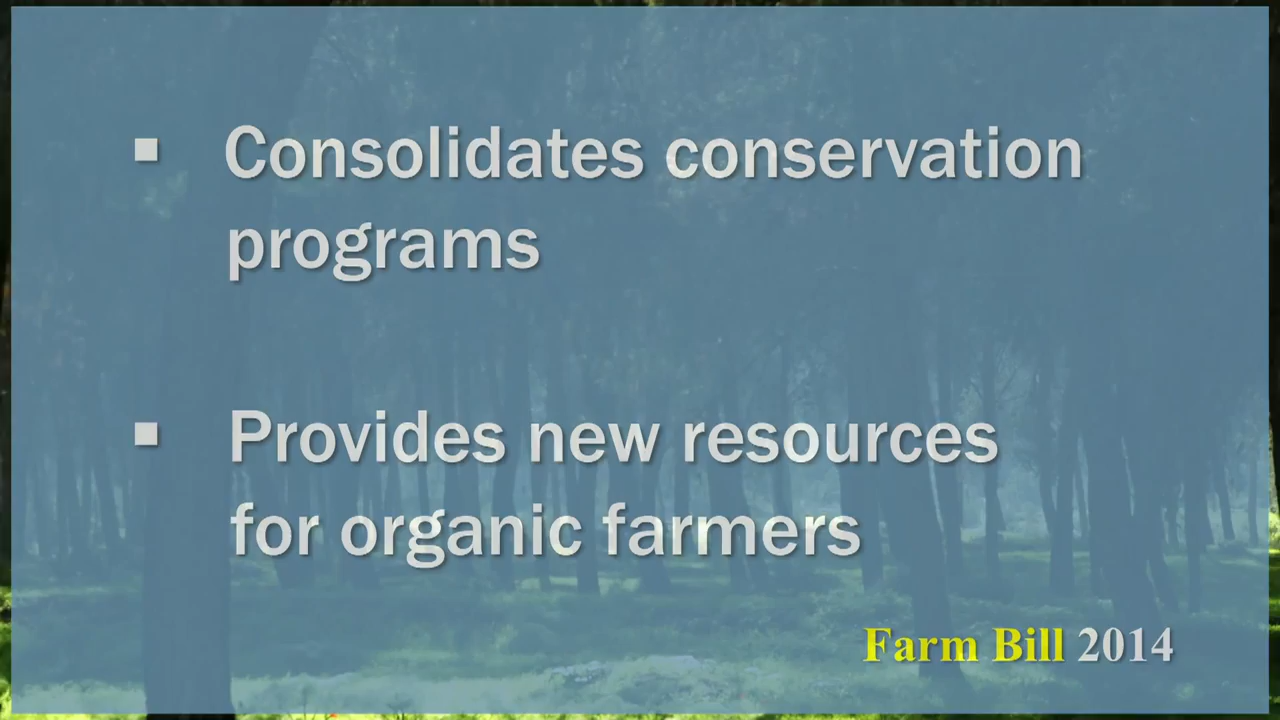 ▪ Consolidates conservation
programs
▪ Provides new resources
for organic farmers
Farm Bill 2014